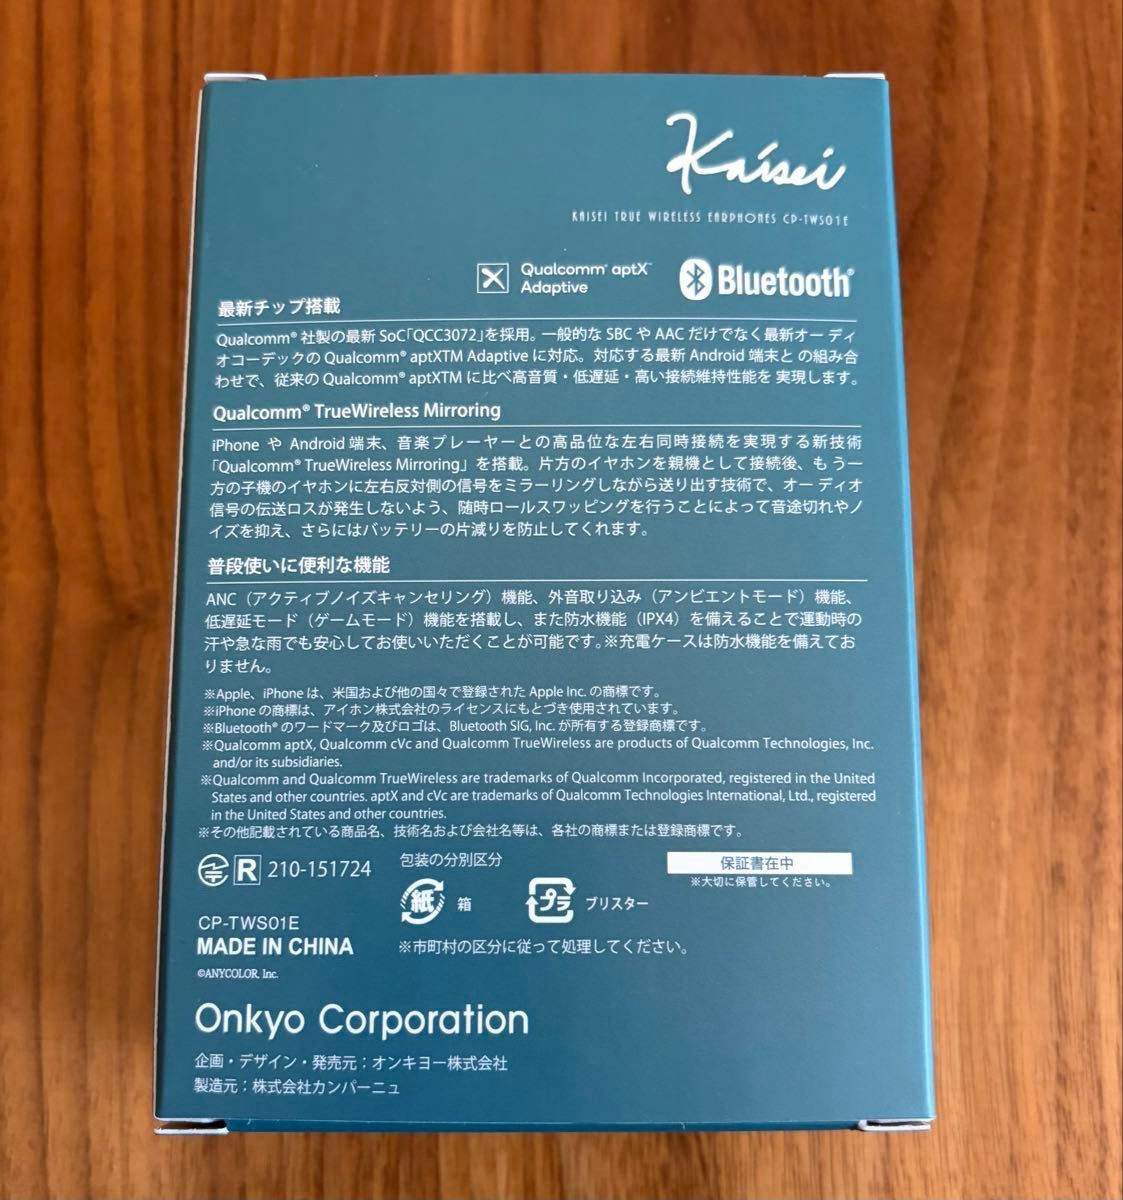 Kaisei
KAISEI TRUE WIRELESS EARPHONES CP-TWS01E
Qualcomm® aptX™
Adaptive
Bluetooth®
最新チップ搭載
Qualcomm® 社製の最新 SoC｢QCC3072｣を採用。一般的な SBC や AAC だけでなく最新オー ディ
オコーデックの Qualcomm® aptXTM Adaptive に対応。対応する最新 Android 端末と の組み合
わせで、従来の Qualcomm® aptXTM に比べ高音質・低遅延・高い接続維持性能を 実現します。
Qualcomm® TrueWireless Mirroring
iPhone や Android 端末、音楽プレーヤーとの高品位な左右同時接続を実現する新技術
「Qualcomm® TrueWireless Mirroring」を搭載。片方のイヤホンを親機として接続後、もう一
方の子機のイヤホンに左右反対側の信号をミラーリングしながら送り出す技術で、オー ディオ
信号の伝送ロスが発生しないよう、随時ロールスワッピングを行うことによって音途切れやノ
イズを抑え、さらにはバッテリーの片減りを防止してくれます。
普段使いに便利な機能
ANC（アクティブノイズキャンセリング）機能、外音取り込み（アンビエントモード）機能、
低遅延モード（ゲームモード）機能を搭載し、また防水機能（IPX4）を備えることで運動時の
汗や急な雨でも安心してお使いいただくことが可能です。※充電ケースは防水機能を備えてお
りません。
※Apple、iPhone は、米国および他の国々で登録された Apple Inc. の商標です。
※iPhone の商標は、アイホン株式会社のライセンスにもとづき使用されています。
※Bluetooth® のワードマーク及びロゴは、Bluetooth SIG, Inc. が所有する登録商標です。
※Qualcomm aptX, Qualcomm cVc and Qualcomm TrueWireless are products of Qualcomm Technologies, Inc.
and/or its subsidiaries.
※Qualcomm and Qualcomm TrueWireless are trademarks of Qualcomm Incorporated, registered in the United
States and other countries. aptX and cVc are trademarks of Qualcomm Technologies International, Ltd., registered
in the United States and other countries.
※その他記載されている商品名、技術名および会社名等は、各社の商標または登録商標です。
R 210-151724
包装の分別区分
保証書在中
※大切に保管してください。
紙 箱
プラ ブリスター
CP-TWS01E
MADE IN CHINA
※市町村の区分に従って処理してください。
©ANYCOLOR, Inc.
Onkyo Corporation
企画・デザイン・発売元：オンキヨー株式会社
製造元：株式会社カンパーニュ